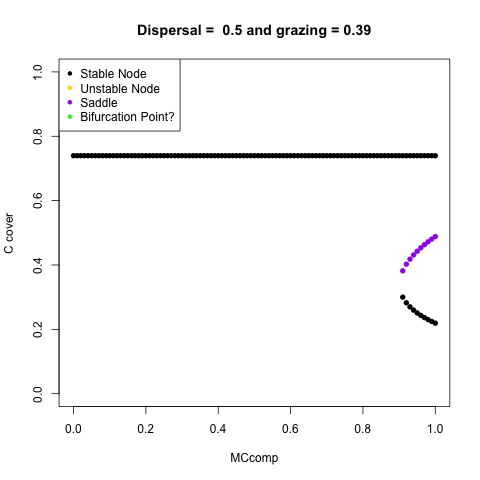 Dispersal =  0.5 and grazing = 0.39
Stable Node
Unstable Node
Saddle
Bifurcation Point?
C cover
1.0
0.8
0.6
0.4
0.2
0.0
0.0 0.2 0.4 0.6 0.8 1.0
MCcomp